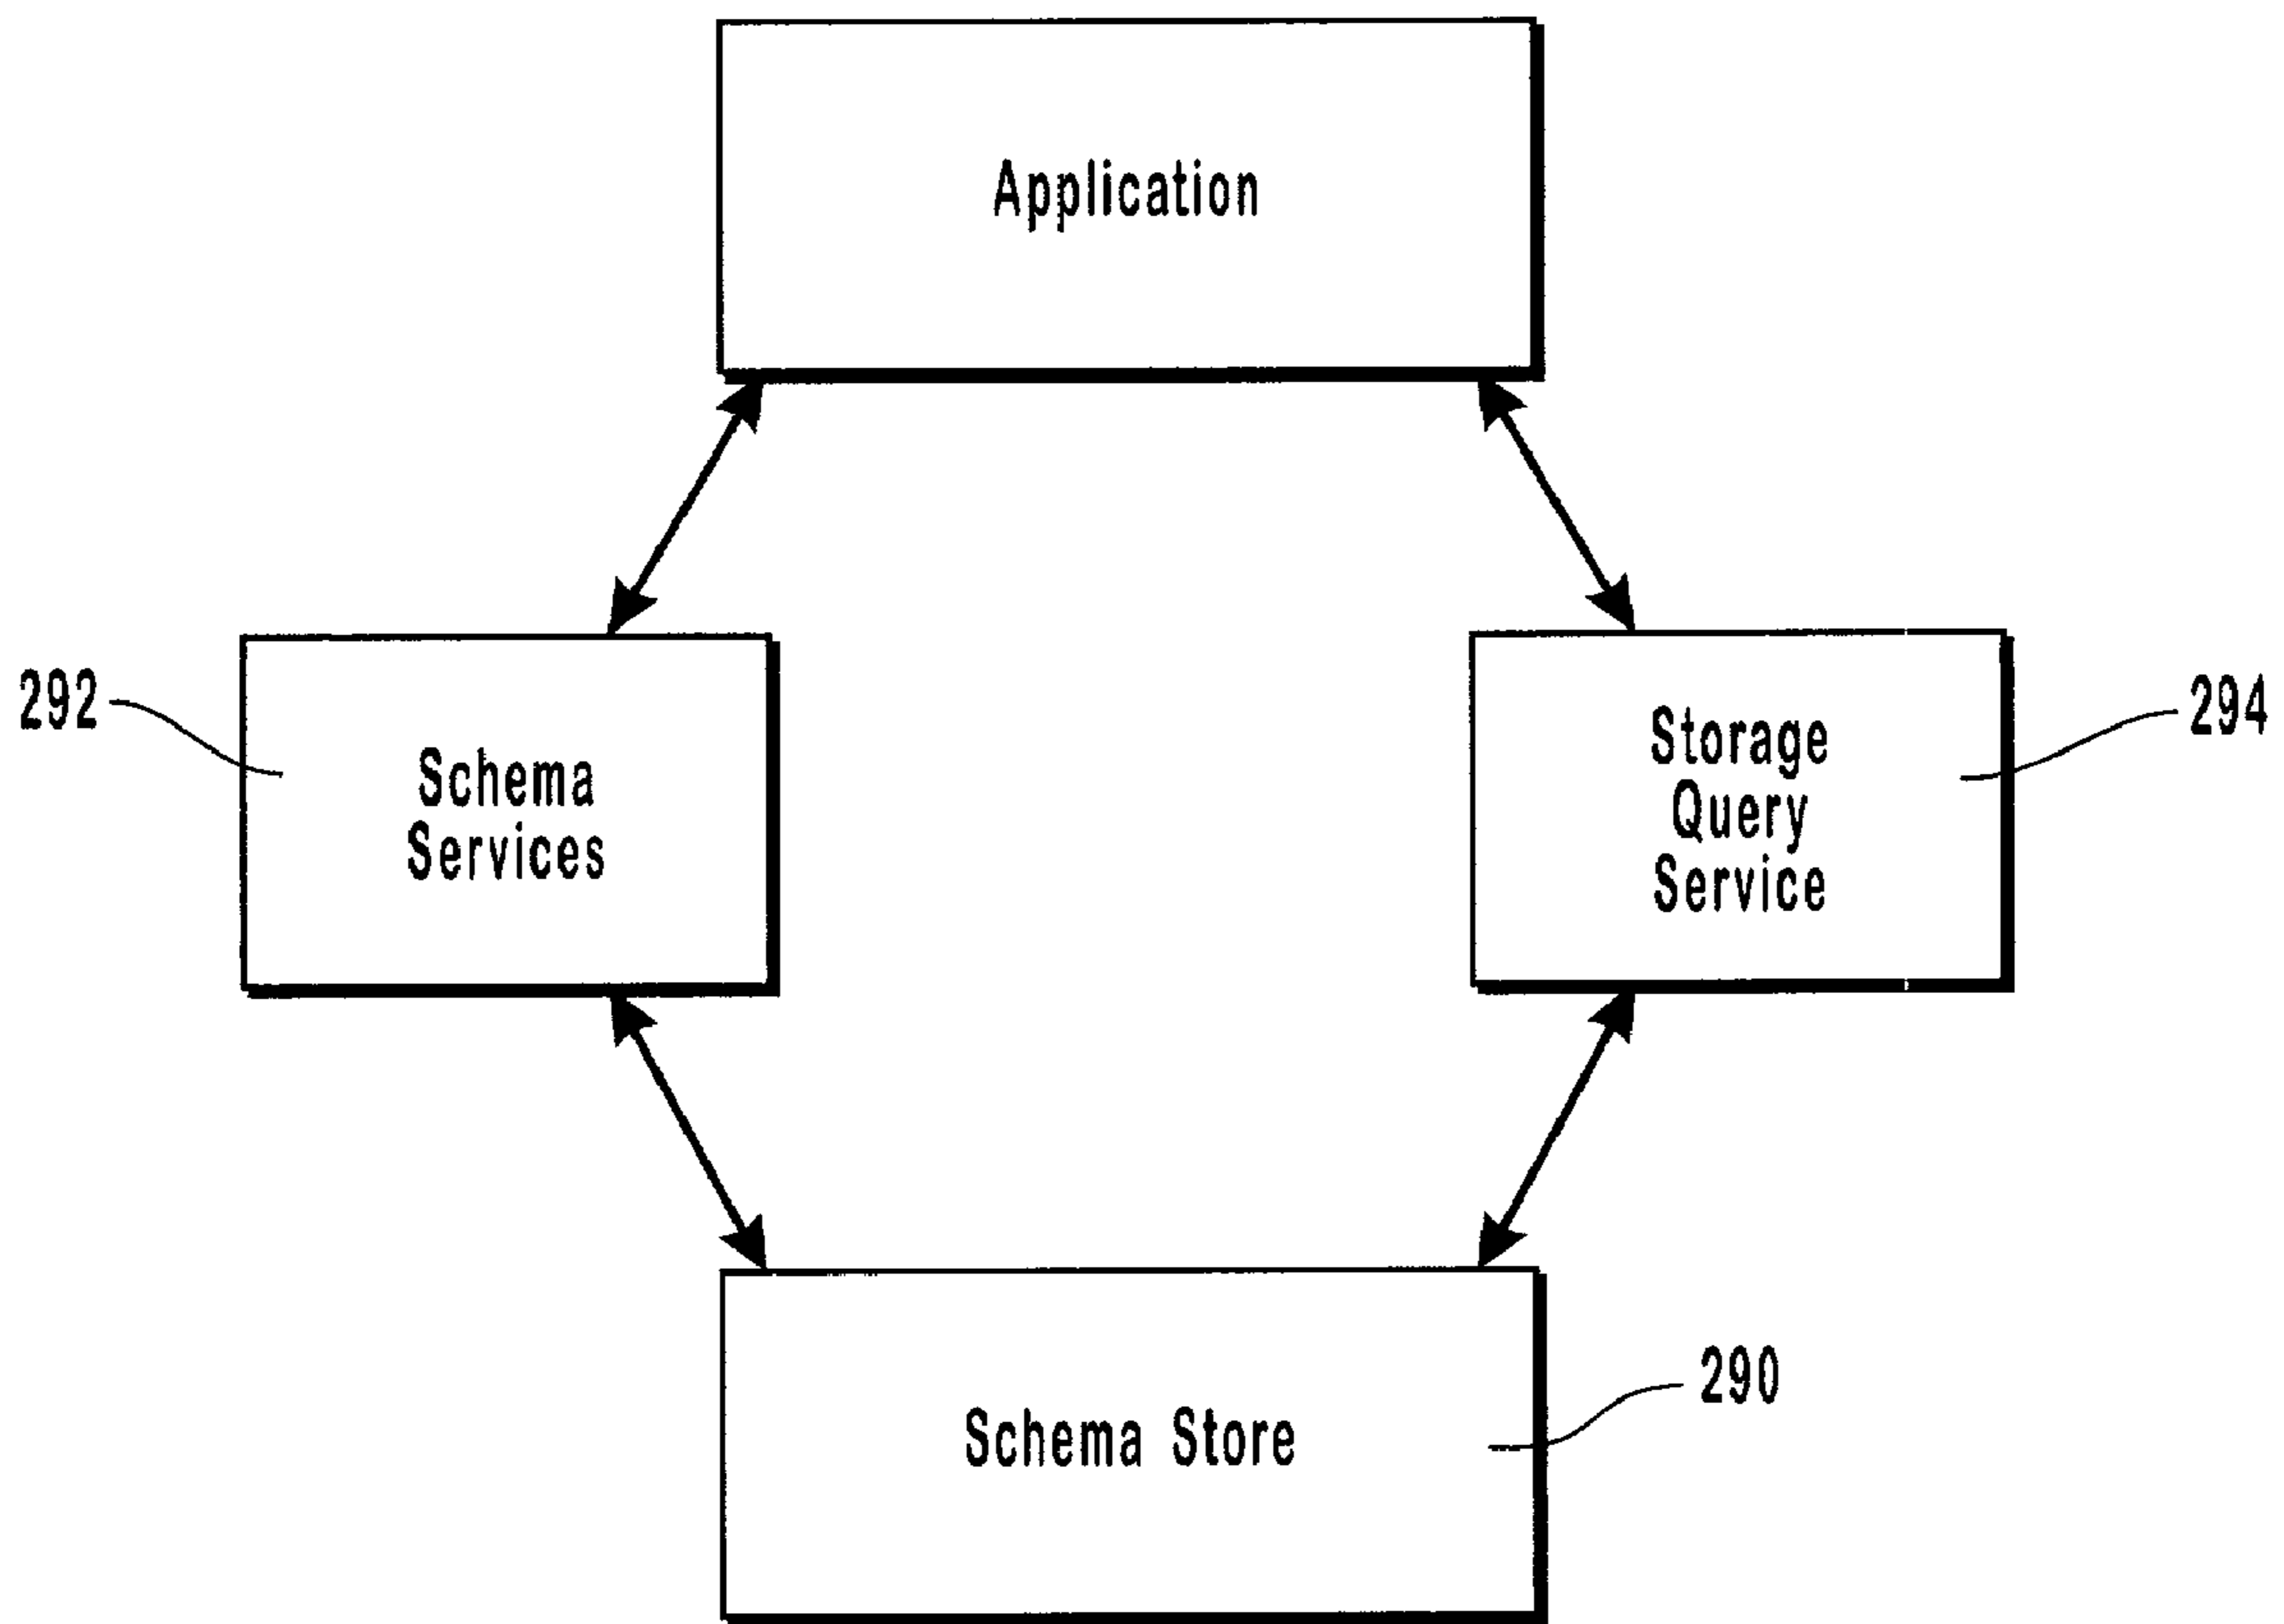 Application
292
Schema
Services
Storage
Query
Service
294
Schema Store
290